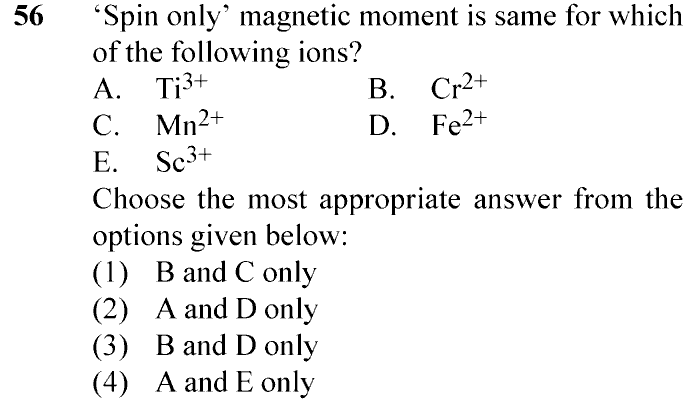 56 ‘Spin only’ magnetic moment is same for which
of the following ions?
A. Ti³⁺ B. Cr²⁺
C. Mn²⁺ D. Fe²⁺
E. Sc³⁺
Choose the most appropriate answer from the
options given below:
(1) B and C only
(2) A and D only
(3) B and D only
(4) A and E only